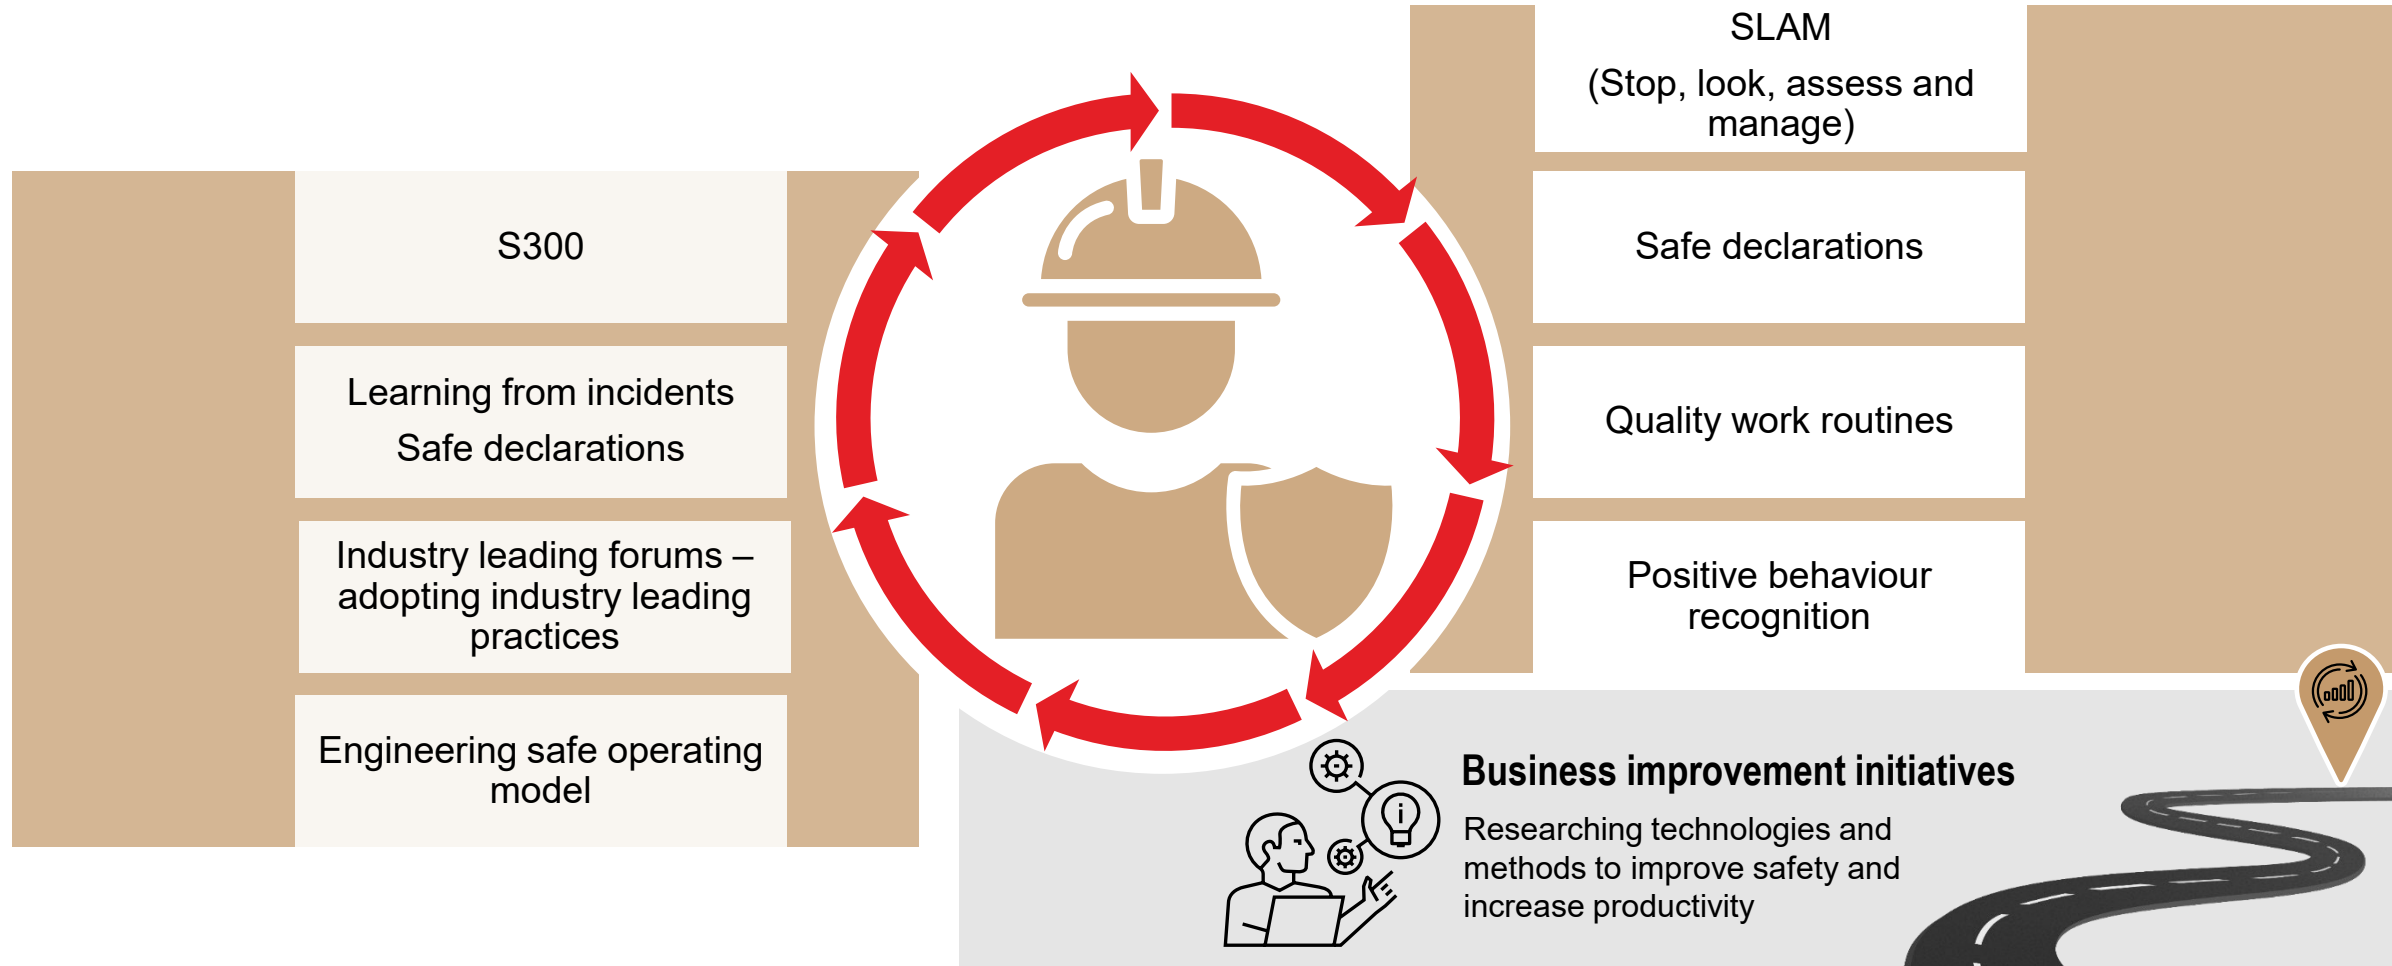 S300
Learning from incidents
Safe declarations
Industry leading forums –
adopting industry leading
practices
Engineering safe operating
model
SLAM
(Stop, look, assess and
manage)
Safe declarations
Quality work routines
Positive behaviour
recognition
Business improvement initiatives
Researching technologies and
methods to improve safety and
increase productivity